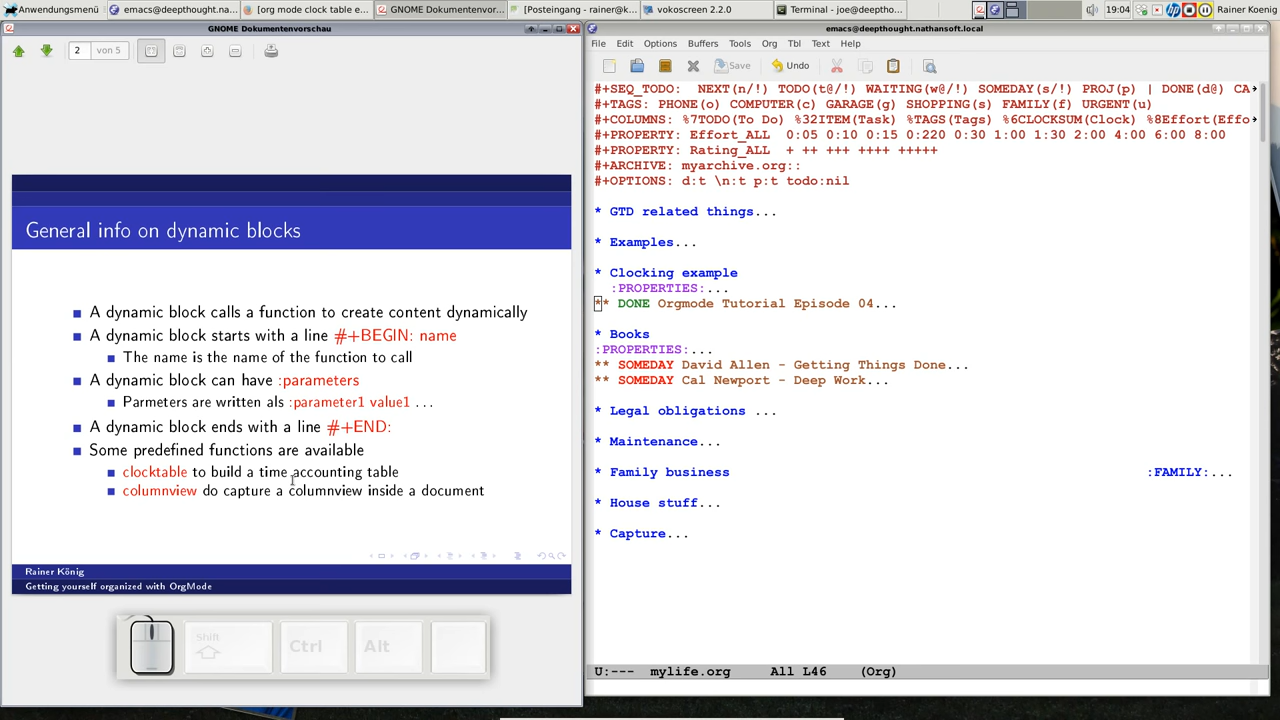 Anwendungsmenü
emacs@deepthought.nath...
[org mode clock table e...
GNOME Dokumentenvor...
[Posteingang - rainer@k...
vokoscreen 2.2.0
Terminal - joe@deeptho...
19:04
Rainer Koenig
GNOME Dokumentenvorschau
2 von 5
General info on dynamic blocks
A dynamic block calls a function to create content dynamically
A dynamic block starts with a line #+BEGIN: name
The name is the name of the function to call
A dynamic block can have :parameters
Parmeters are written als :parameter1 value1 ...
A dynamic block ends with a line #+END:
Some predefined functions are available
clocktable to build a time accounting table
columnview do capture a columnview inside a document
Rainer König
Getting yourself organized with OrgMode
Shift
Ctrl
Alt
emacs@deepthought.nathansoft.local
File Edit Options Buffers Tools Org Tbl Text Help
Save Undo
#+SEQ_TODO: NEXT(n/!) TODO(t@/!) WAITING(w@/!) SOMEDAY(s/!) PROJ(p) | DONE(d@) CA
#+TAGS: PHONE(o) COMPUTER(c) GARAGE(g) SHOPPING(s) FAMILY(f) URGENT(u)
#+COLUMNS: %7TODO(To Do) %32ITEM(Task) %TAGS(Tags) %6CLOCKSUM(Clock) %8Effort(Effo
#+PROPERTY: Effort_ALL 0:05 0:10 0:15 0:220 0:30 1:00 1:30 2:00 4:00 6:00 8:00
#+PROPERTY: Rating_ALL + ++ +++ ++++ +++++
#+ARCHIVE: myarchive.org::
#+OPTIONS: d:t \n:t p:t todo:nil
* GTD related things...
* Examples...
* Clocking example
:PROPERTIES:...
** DONE Orgmode Tutorial Episode 04...
* Books
:PROPERTIES:...
** SOMEDAY David Allen - Getting Things Done...
** SOMEDAY Cal Newport - Deep Work...
* Legal obligations ...
* Maintenance...
* Family business :FAMILY:...
* House stuff...
* Capture...
U:--- mylife.org All L46 (Org)